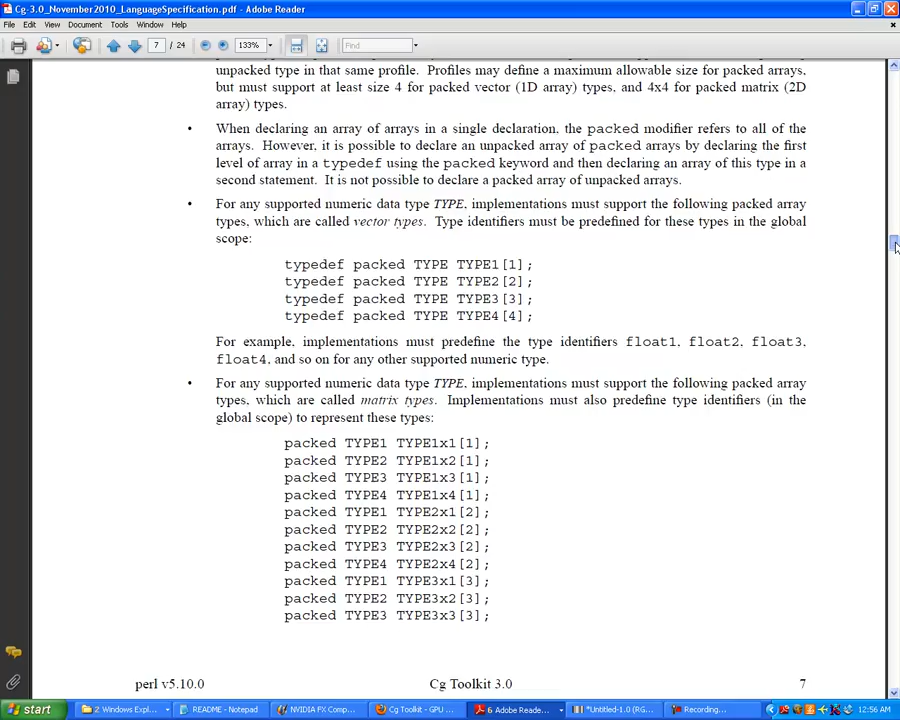 Cg-3.0_November2010_LanguageSpecification.pdf - Adobe Reader
File Edit View Document Tools Window Help
7 / 24 133% Find
unpacked type in that same profile. Profiles may define a maximum allowable size for packed arrays,
but must support at least size 4 for packed vector (1D array) types, and 4x4 for packed matrix (2D
array) types.
• When declaring an array of arrays in a single declaration, the packed modifier refers to all of the
arrays. However, it is possible to declare an unpacked array of packed arrays by declaring the first
level of array in a typedef using the packed keyword and then declaring an array of this type in a
second statement. It is not possible to declare a packed array of unpacked arrays.
• For any supported numeric data type TYPE, implementations must support the following packed array
types, which are called vector types. Type identifiers must be predefined for these types in the global
scope:
typedef packed TYPE TYPE1[1];
typedef packed TYPE TYPE2[2];
typedef packed TYPE TYPE3[3];
typedef packed TYPE TYPE4[4];
For example, implementations must predefine the type identifiers float1, float2, float3,
float4, and so on for any other supported numeric type.
• For any supported numeric data type TYPE, implementations must support the following packed array
types, which are called matrix types. Implementations must also predefine type identifiers (in the
global scope) to represent these types:
packed TYPE1 TYPE1x1[1];
packed TYPE2 TYPE1x2[1];
packed TYPE3 TYPE1x3[1];
packed TYPE4 TYPE1x4[1];
packed TYPE1 TYPE2x1[2];
packed TYPE2 TYPE2x2[2];
packed TYPE3 TYPE2x3[2];
packed TYPE4 TYPE2x4[2];
packed TYPE1 TYPE3x1[3];
packed TYPE2 TYPE3x2[3];
packed TYPE3 TYPE3x3[3];
perl v5.10.0 Cg Toolkit 3.0 7
start 2 Windows Expl... README - Notepad NVIDIA FX Comp... Cg Toolkit - GPU ... 6 Adobe Reade... *Untitled-1.0 (RG... Recording... 12:56 AM